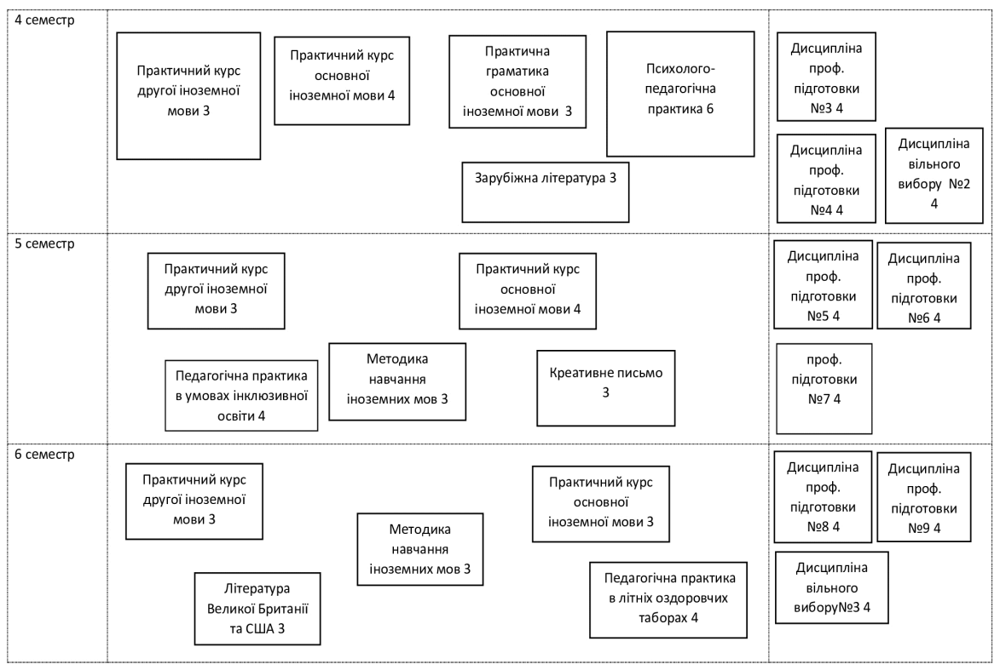 4 семестр
Практичний курс
другої іноземної
мови 3
Практичний курс
основної
іноземної мови 4
Практична
граматика
основної
іноземної мови 3
Психолого-
педагогічна
практика 6
Зарубіжна література 3
Дисципліна
проф.
підготовки
№3 4
Дисципліна
проф.
підготовки
№4 4
Дисципліна
вільного
вибору №2
4
5 семестр
Практичний курс
другої іноземної
мови 3
Практичний курс
основної
іноземної мови 4
Педагогічна практика
в умовах інклюзивної
освіти 4
Методика
навчання
іноземних мов 3
Креативне письмо
3
Дисципліна
проф.
підготовки
№5 4
Дисципліна
проф.
підготовки
№6 4
проф.
підготовки
№7 4
6 семестр
Практичний курс
другої іноземної
мови 3
Методика
навчання
іноземних мов 3
Практичний курс
основної
іноземної мови 3
Література
Великої Британії
та США 3
Педагогічна практика
в літніх оздоровчих
таборах 4
Дисципліна
проф.
підготовки
№8 4
Дисципліна
проф.
підготовки
№9 4
Дисципліна
вільного
вибору№3 4